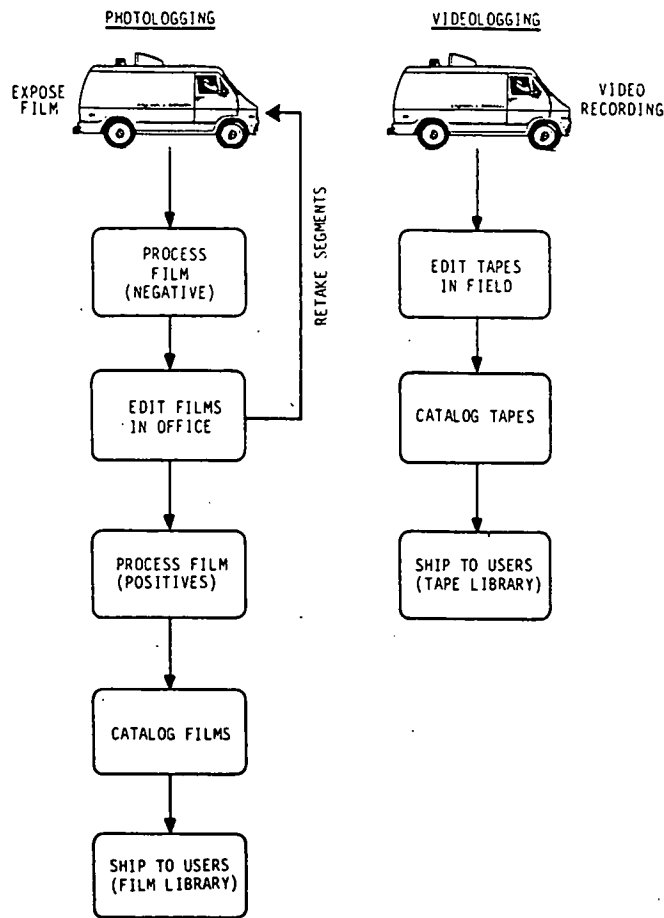 PHOTOLOGGING
EXPOSE
FILM
RETAKE SEGMENTS
PROCESS
FILM
(NEGATIVE)
EDIT FILMS
IN OFFICE
PROCESS FILM
(POSITIVES)
CATALOG FILMS
SHIP TO USERS
(FILM LIBRARY)
VIDEOLOGGING
VIDEO
RECORDING
EDIT TAPES
IN FIELD
CATALOG TAPES
SHIP TO USERS
(TAPE LIBRARY)